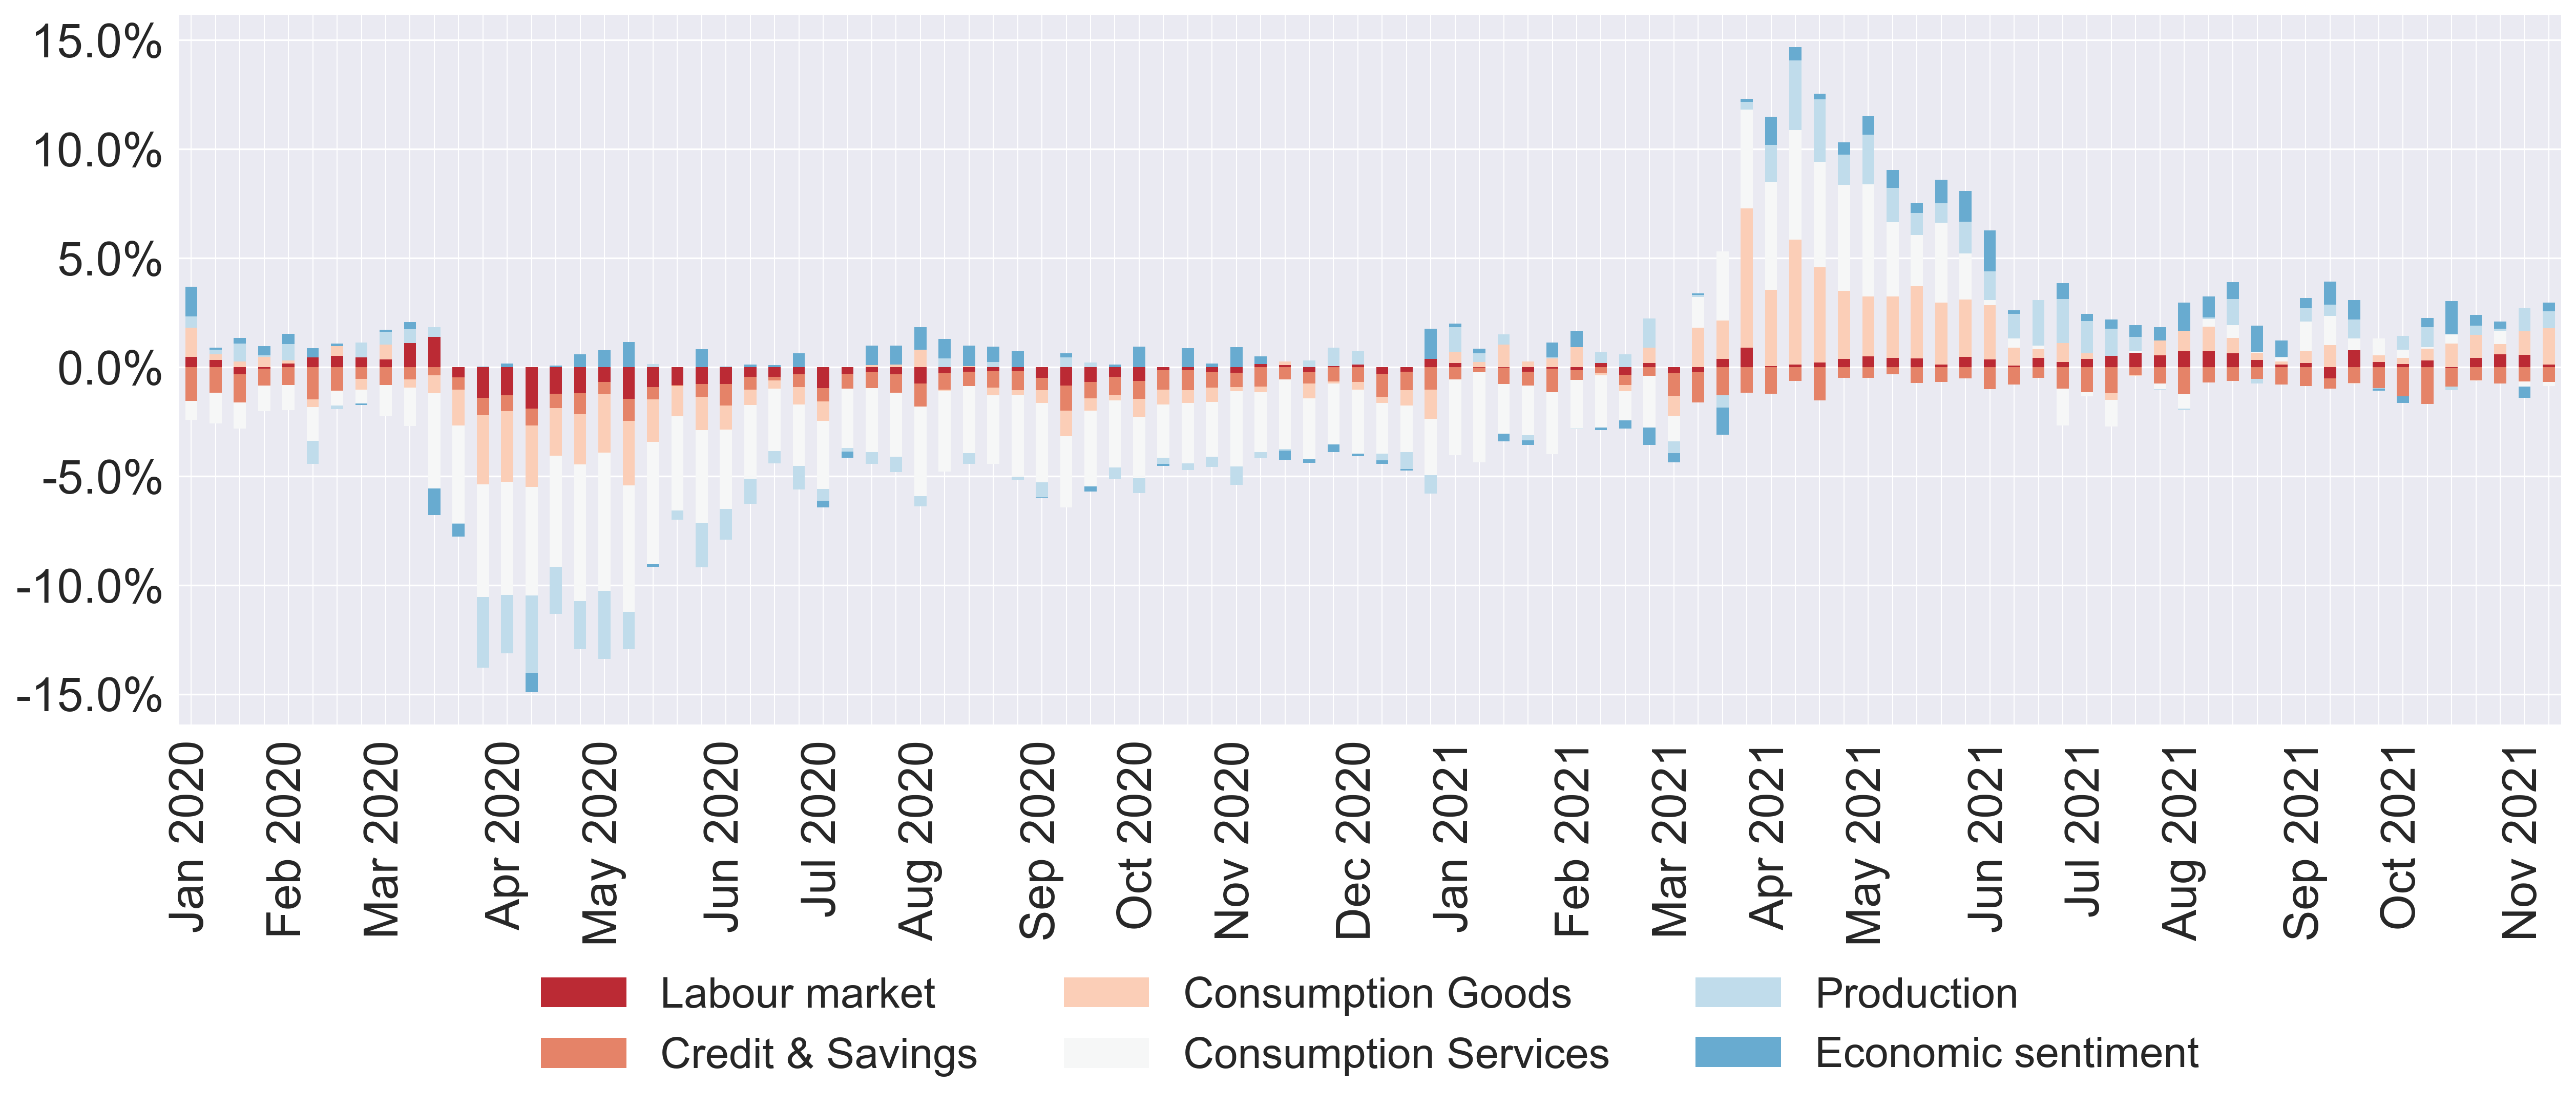 15.0%
10.0%
5.0%
0.0%
-5.0%
-10.0%
-15.0%
Jan 2020
Feb 2020
Mar 2020
Apr 2020
May 2020
Jun 2020
Jul 2020
Aug 2020
Sep 2020
Oct 2020
Nov 2020
Dec 2020
Jan 2021
Feb 2021
Mar 2021
Apr 2021
May 2021
Jun 2021
Jul 2021
Aug 2021
Sep 2021
Oct 2021
Nov 2021
Labour market
Consumption Goods
Production
Credit & Savings
Consumption Services
Economic sentiment